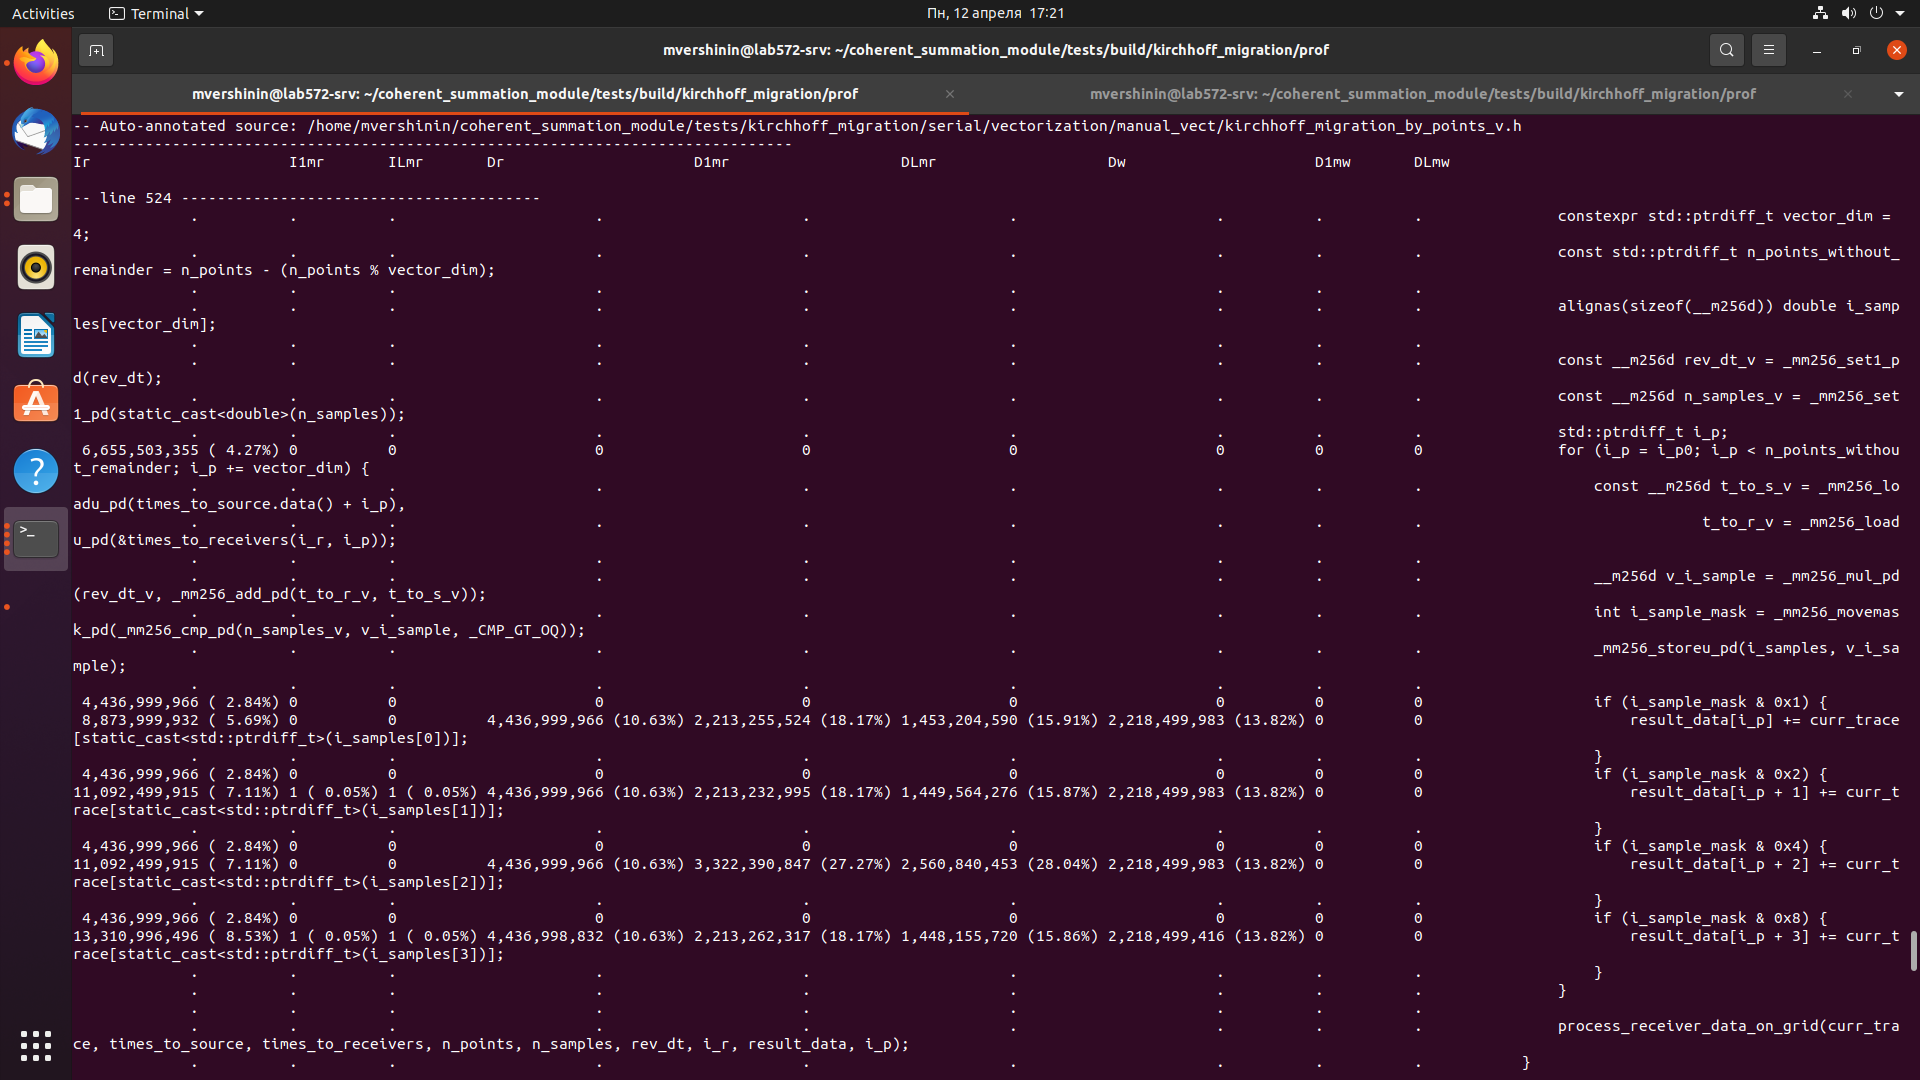 Activities Terminal Пн, 12 апреля 17:21
mvershinin@lab572-srv: ~/coherent_summation_module/tests/build/kirchhoff_migration/prof
mvershinin@lab572-srv: ~/coherent_summation_module/tests/build/kirchhoff_migration/prof × mvershinin@lab572-srv: ~/coherent_summation_module/tests/build/kirchhoff_migration/prof ×
-- Auto-annotated source: /home/mvershinin/coherent_summation_module/tests/kirchhoff_migration/serial/vectorization/manual_vect/kirchhoff_migration_by_points_v.h
--------------------------------------------------------------------------------
Ir I1mr ILmr Dr D1mr DLmr Dw D1mw DLmw
-- line 524 ----------------------------------------
. . . . . . . . . constexpr std::ptrdiff_t vector_dim =
4;
. . . . . . . . . const std::ptrdiff_t n_points_without_
remainder = n_points - (n_points % vector_dim);
. . . . . . . . .
. . . . . . . . . alignas(sizeof(__m256d)) double i_samp
les[vector_dim];
. . . . . . . . .
. . . . . . . . . const __m256d rev_dt_v = _mm256_set1_p
d(rev_dt);
. . . . . . . . . const __m256d n_samples_v = _mm256_set
1_pd(static_cast<double>(n_samples));
. . . . . . . . . std::ptrdiff_t i_p;
6,655,503,355 ( 4.27%) 0 0 0 0 0 0 0 0 for (i_p = i_p0; i_p < n_points_withou
t_remainder; i_p += vector_dim) {
. . . . . . . . . const __m256d t_to_s_v = _mm256_lo
adu_pd(times_to_source.data() + i_p),
. . . . . . . . . t_to_r_v = _mm256_load
u_pd(&times_to_receivers(i_r, i_p));
. . . . . . . . .
. . . . . . . . . __m256d v_i_sample = _mm256_mul_pd
(rev_dt_v, _mm256_add_pd(t_to_r_v, t_to_s_v));
. . . . . . . . . int i_sample_mask = _mm256_movemas
k_pd(_mm256_cmp_pd(n_samples_v, v_i_sample, _CMP_GT_OQ));
. . . . . . . . . _mm256_storeu_pd(i_samples, v_i_sa
mple);
. . . . . . . . .
4,436,999,966 ( 2.84%) 0 0 0 0 0 0 0 0 if (i_sample_mask & 0x1) {
8,873,999,932 ( 5.69%) 0 0 4,436,999,966 (10.63%) 2,213,255,524 (18.17%) 1,453,204,590 (15.91%) 2,218,499,983 (13.82%) 0 0 result_data[i_p] += curr_trace
[static_cast<std::ptrdiff_t>(i_samples[0])];
. . . . . . . . . }
4,436,999,966 ( 2.84%) 0 0 0 0 0 0 0 0 if (i_sample_mask & 0x2) {
11,092,499,915 ( 7.11%) 1 ( 0.05%) 1 ( 0.05%) 4,436,999,966 (10.63%) 2,213,232,995 (18.17%) 1,449,564,276 (15.87%) 2,218,499,983 (13.82%) 0 0 result_data[i_p + 1] += curr_t
race[static_cast<std::ptrdiff_t>(i_samples[1])];
. . . . . . . . . }
4,436,999,966 ( 2.84%) 0 0 0 0 0 0 0 0 if (i_sample_mask & 0x4) {
11,092,499,915 ( 7.11%) 0 0 4,436,999,966 (10.63%) 3,322,390,847 (27.27%) 2,560,840,453 (28.04%) 2,218,499,983 (13.82%) 0 0 result_data[i_p + 2] += curr_t
race[static_cast<std::ptrdiff_t>(i_samples[2])];
. . . . . . . . . }
4,436,999,966 ( 2.84%) 0 0 0 0 0 0 0 0 if (i_sample_mask & 0x8) {
13,310,996,496 ( 8.53%) 1 ( 0.05%) 1 ( 0.05%) 4,436,998,832 (10.63%) 2,213,262,317 (18.17%) 1,448,155,720 (15.86%) 2,218,499,416 (13.82%) 0 0 result_data[i_p + 3] += curr_t
race[static_cast<std::ptrdiff_t>(i_samples[3])];
. . . . . . . . . }
. . . . . . . . . }
. . . . . . . . .
. . . . . . . . . process_receiver_data_on_grid(curr_tra
ce, times_to_source, times_to_receivers, n_points, n_samples, rev_dt, i_r, result_data, i_p);
. . . . . . . . . }